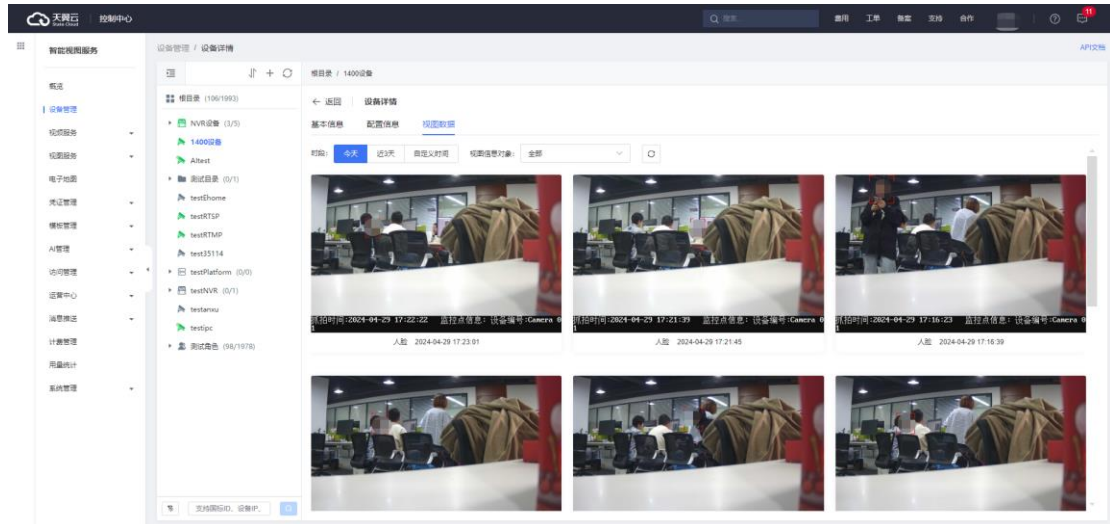 天翼云 控制中心
搜索
费用 工单 备案 支持 合作
11
智能视图服务
设备管理 / 设备详情
API文档
概览
设备管理
视频服务
视图服务
电子地图
凭证管理
模板管理
AI管理
访问管理
运营中心
消息推送
计费管理
用量统计
系统管理
根目录 (196/1993)
NVR设备 (3/5)
1400设备
AItest
测试目录 (0/1)
testEhome
testRTSP
testRTMP
test35114
testPlatform (0/0)
testNVR (0/1)
testanxu
testipc
测试角色 (98/1978)
支持国标ID、设备IP、
根目录 / 1400设备
返回 设备详情
基本信息 配置信息 视图数据
时段: 今天 近3天 自定义时间 视图信息对象: 全部
抓拍时间:2024-04-29 17:22:22 监控点信息: 设备编号:Camera 0
1
人脸 2024-04-29 17:23:01
抓拍时间:2024-04-29 17:21:39 监控点信息: 设备编号:Camera 0
1
人脸 2024-04-29 17:21:45
抓拍时间:2024-04-29 17:16:23 监控点信息: 设备编号:Camera 0
1
人脸 2024-04-29 17:16:39